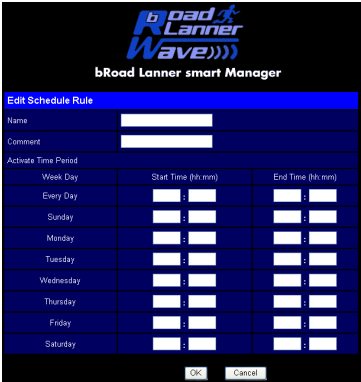 bRoad
Lanner
Wave
bRoad Lanner smart Manager
Edit Schedule Rule
Name
Comment
Activate Time Period
Week Day Start Time (hh:mm) End Time (hh:mm)
Every Day : :
Sunday : :
Monday : :
Tuesday : :
Wednesday : :
Thursday : :
Friday : :
Saturday : :
OK Cancel